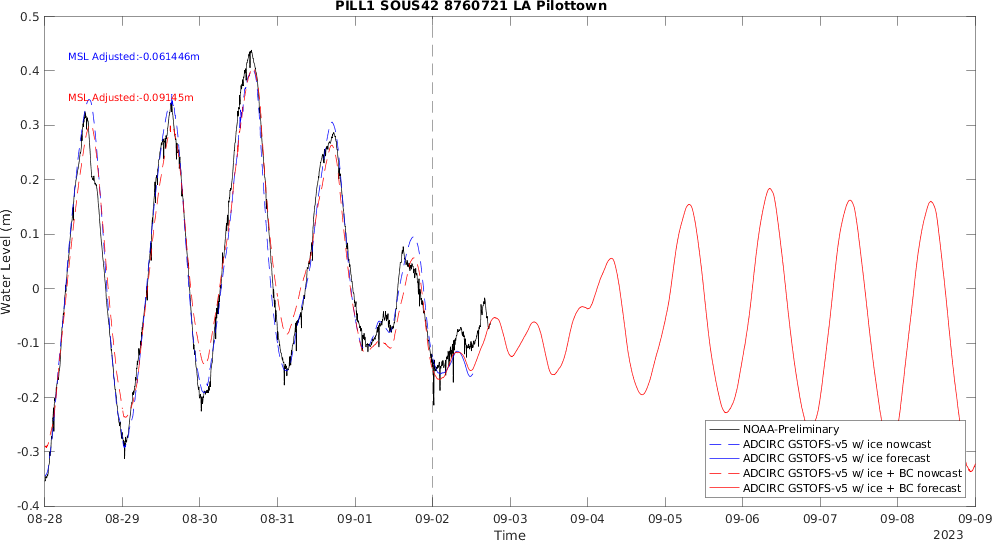 PILL1 SOUS42 8760721 LA Pilottown
MSL Adjusted:-0.061446m
MSL Adjusted:-0.09145m
Water Level (m)
0.5
0.4
0.3
0.2
0.1
0
-0.1
-0.2
-0.3
-0.4
NOAA-Preliminary
ADCIRC GSTOFS-v5 w/ ice nowcast
ADCIRC GSTOFS-v5 w/ ice forecast
ADCIRC GSTOFS-v5 w/ ice + BC nowcast
ADCIRC GSTOFS-v5 w/ ice + BC forecast
08-28 08-29 08-30 08-31 09-01 09-02 09-03 09-04 09-05 09-06 09-07 09-08 09-09
Time
2023